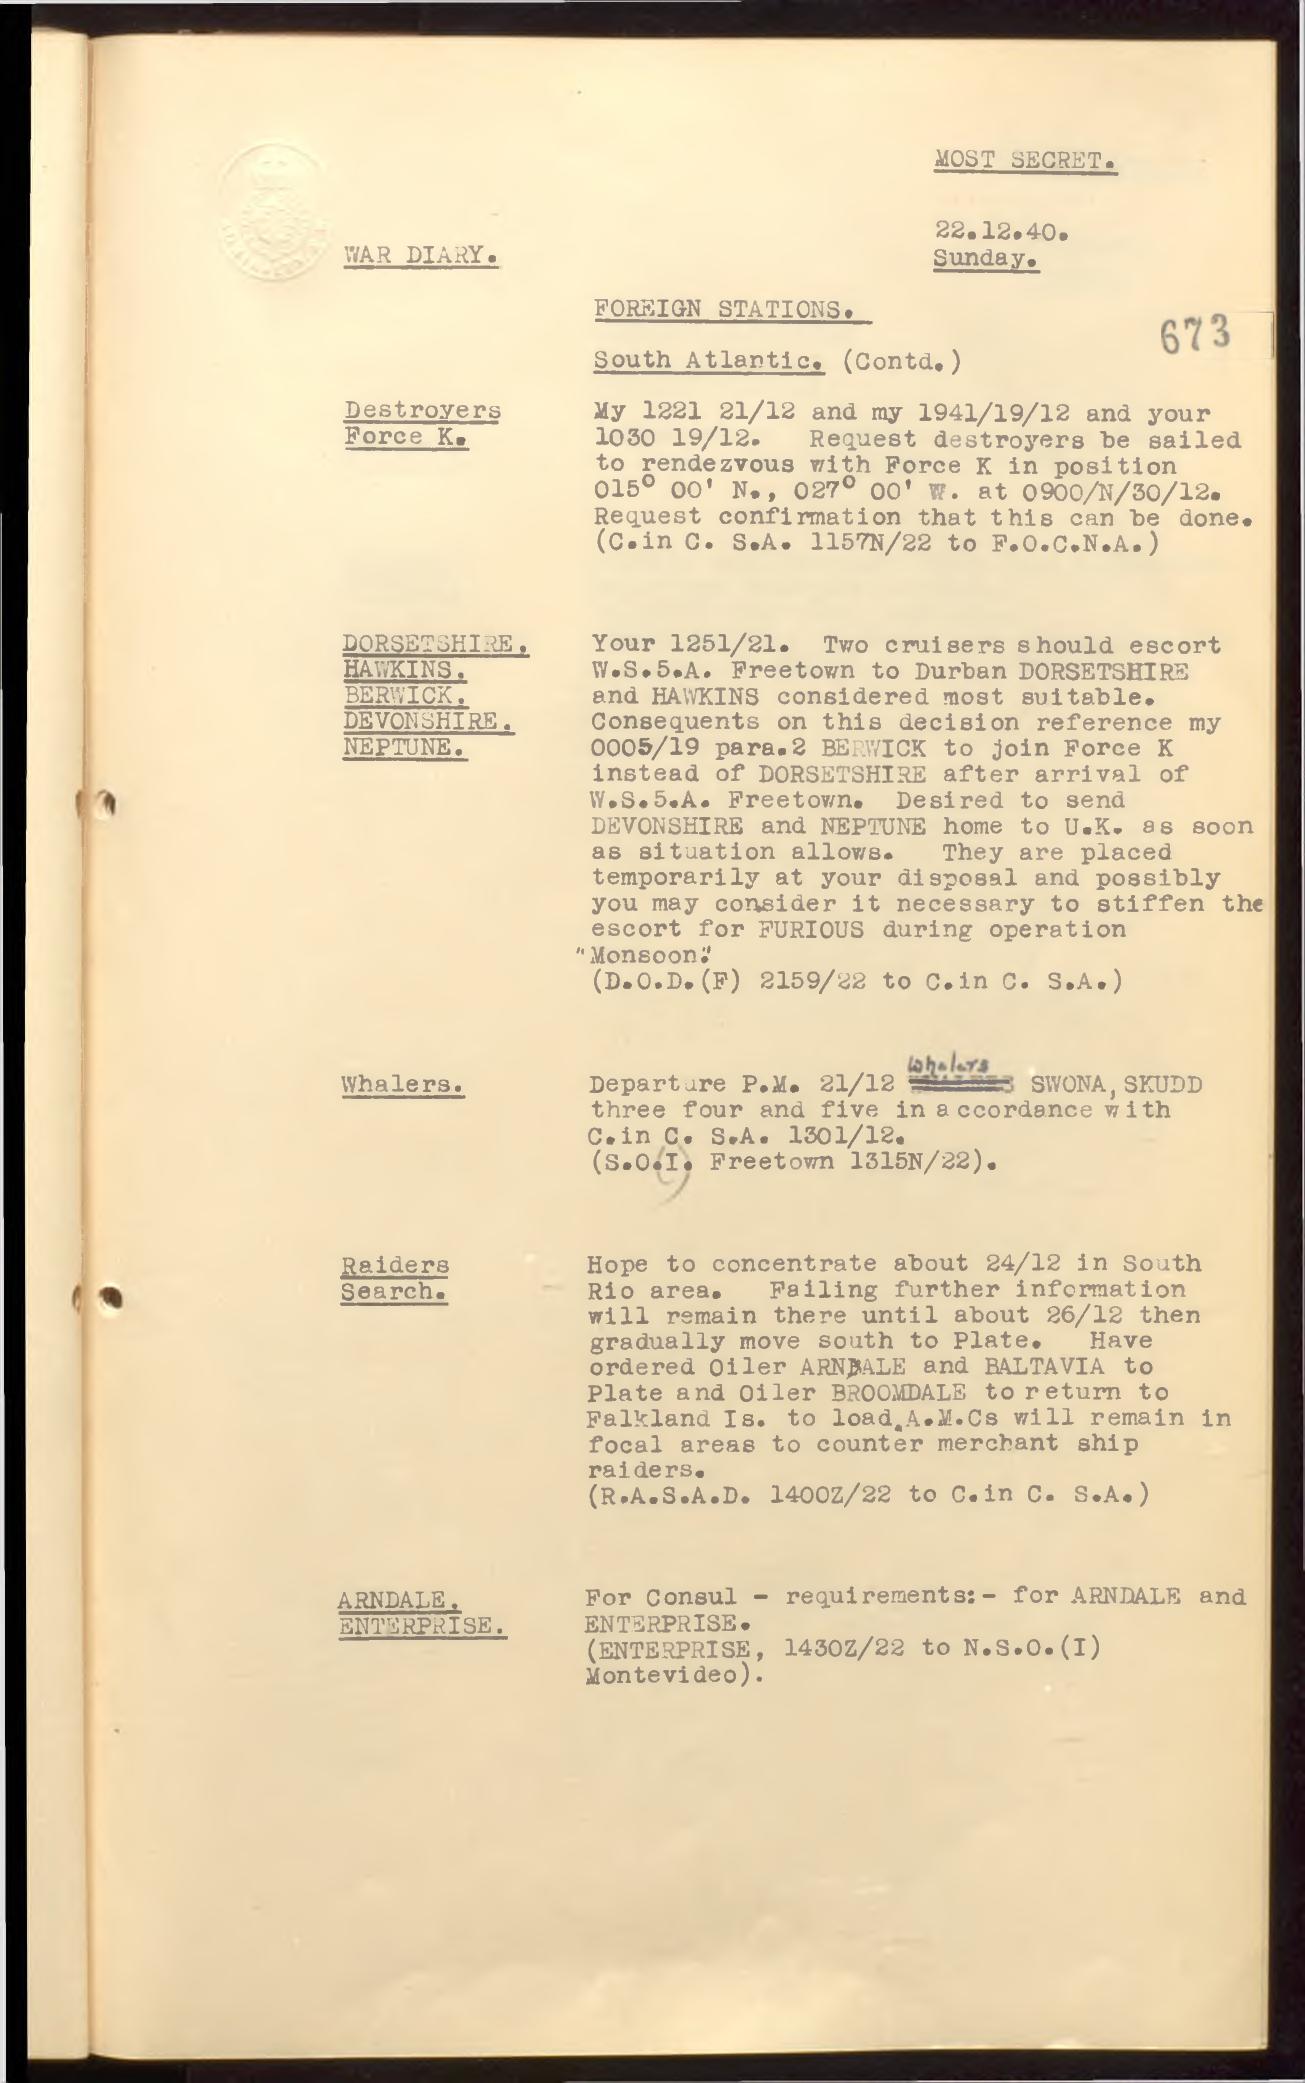 MOST SECRET.
22.12.40.
Sunday.
WAR DIARY.
FOREIGN STATIONS.
673
South Atlantic. (Contd.)
Destroyers
Force K.
My 1221 21/12 and my 1941/19/12 and your
1030 19/12. Request destroyers be sailed
to rendezvous with Force K in position
015° 00' N., 027° 00' W. at 0900/N/30/12.
Request confirmation that this can be done.
(C.in C. S.A. 1157N/22 to F.O.C.N.A.)
DORSETSHIRE.
HAWKINS.
BERWICK.
DEVONSHIRE.
NEPTUNE.
Your 1251/21. Two cruisers should escort
W.S.5.A. Freetown to Durban DORSETSHIRE
and HAWKINS considered most suitable.
Consequents on this decision reference my
0005/19 para.2 BERWICK to join Force K
instead of DORSETSHIRE after arrival of
W.S.5.A. Freetown. Desired to send
DEVONSHIRE and NEPTUNE home to U.K. as soon
as situation allows. They are placed
temporarily at your disposal and possibly
you may consider it necessary to stiffen the
escort for FURIOUS during operation
"Monsoon."
(D.O.D.(F) 2159/22 to C.in C. S.A.)
Whalers.
Departure P.M. 21/12 Whalers SWONA, SKUDD
three four and five in accordance with
C.in C. S.A. 1301/12.
(S.O.(I). Freetown 1315N/22).
Raiders
Search.
Hope to concentrate about 24/12 in South
Rio area. Failing further information
will remain there until about 26/12 then
gradually move south to Plate. Have
ordered Oiler ARNDALE and BALTAVIA to
Plate and Oiler BROOMDALE to return to
Falkland Is. to load. A.M.Cs will remain in
focal areas to counter merchant ship
raiders.
(R.A.S.A.D. 1400Z/22 to C.in C. S.A.)
ARNDALE.
ENTERPRISE.
For Consul - requirements:- for ARNDALE and
ENTERPRISE.
(ENTERPRISE, 1430Z/22 to N.S.O.(I)
Montevideo).